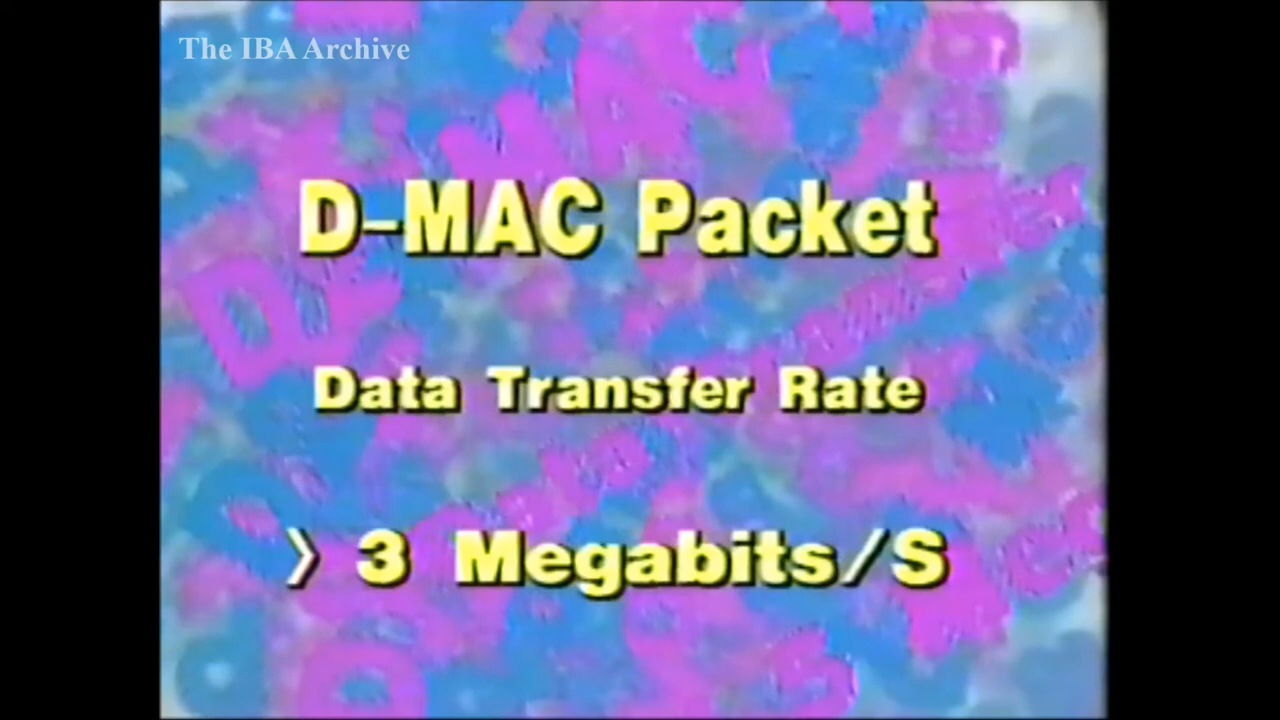 The IBA Archive
D-MAC Packet
Data Transfer Rate
> 3 Megabits/S